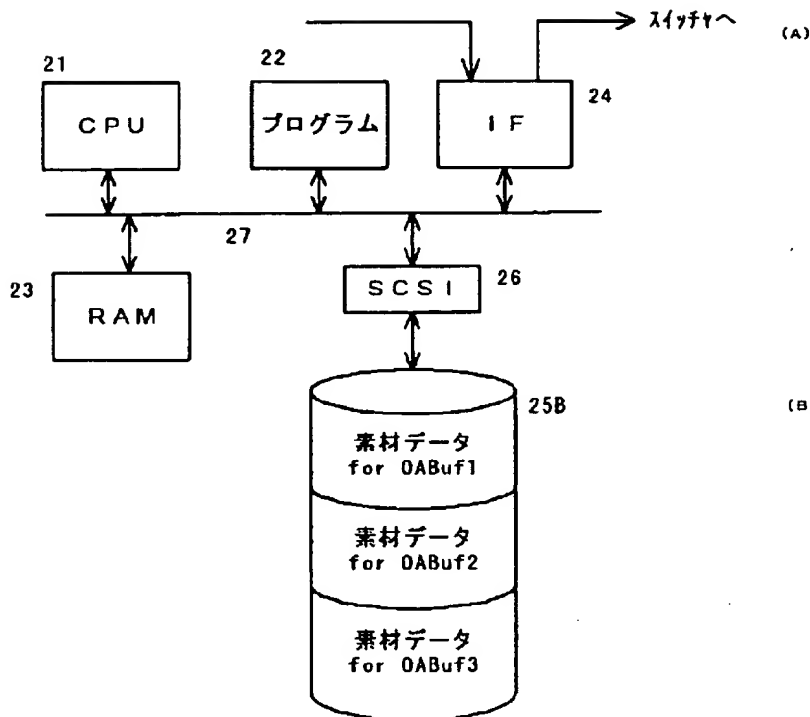 スイッチャへ
(A)
21
22
24
CPU
プログラム
IF
27
23
RAM
SCSI
26
25B
(B
素材データ
for OABuf1
素材データ
for OABuf2
素材データ
for OABuf3